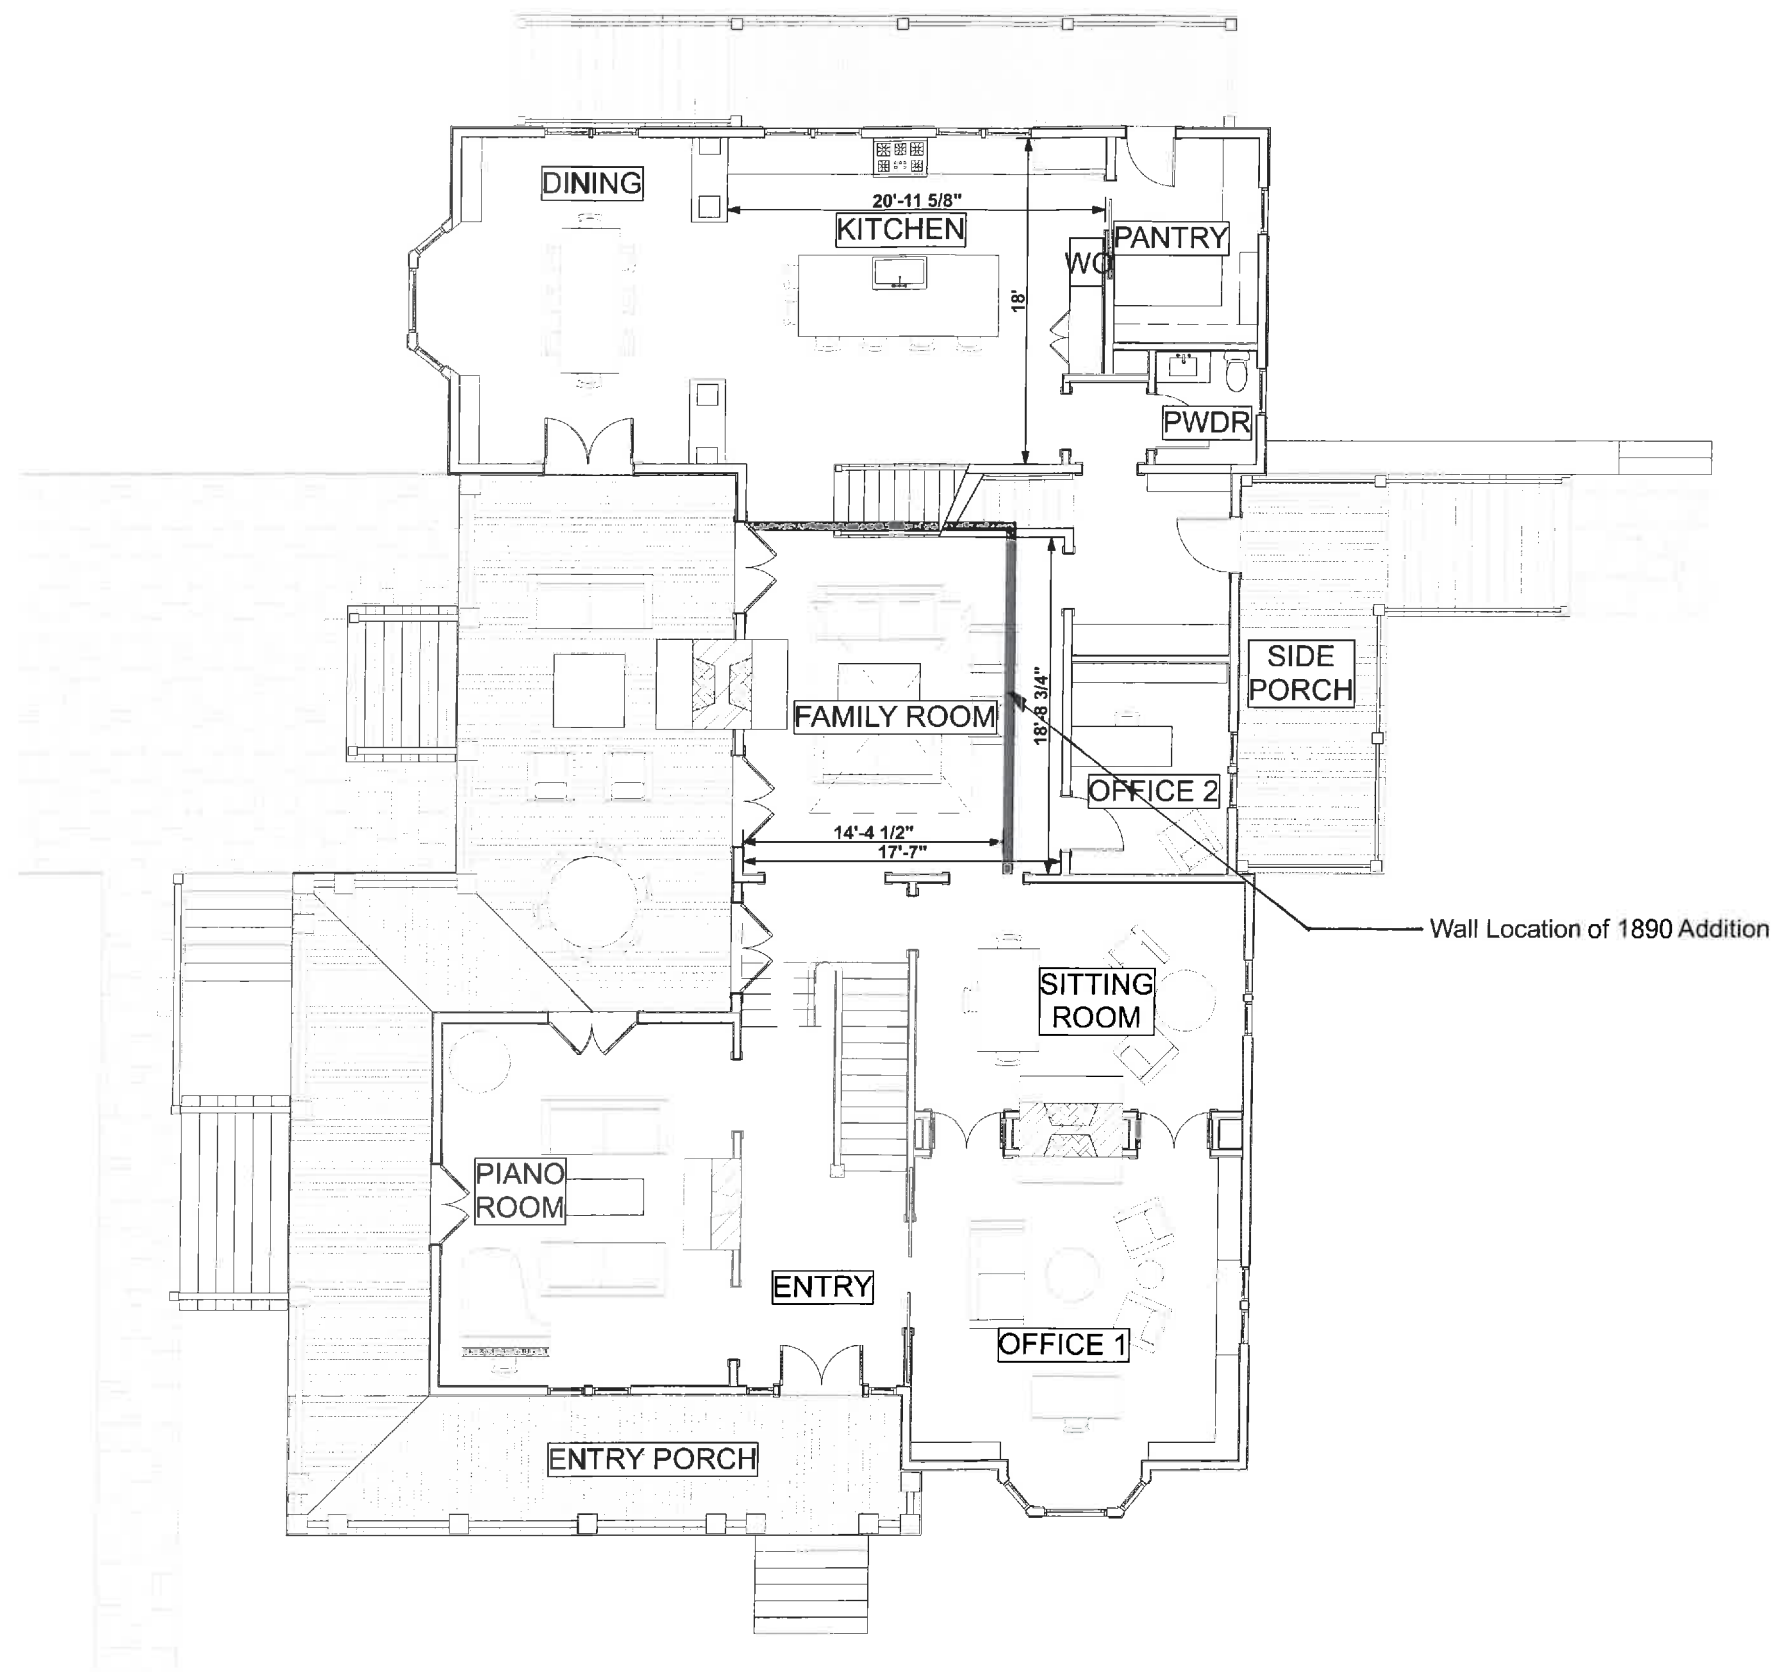 DINING
20'-11 5/8"
KITCHEN
PANTRY
WO
18'
PWDR
SIDE
PORCH
18'-8 3/4"
FAMILY ROOM
OFFICE 2
14'-4 1/2"
17'-7"
Wall Location of 1890 Addition
SITTING
ROOM
PIANO
ROOM
ENTRY
OFFICE 1
ENTRY PORCH